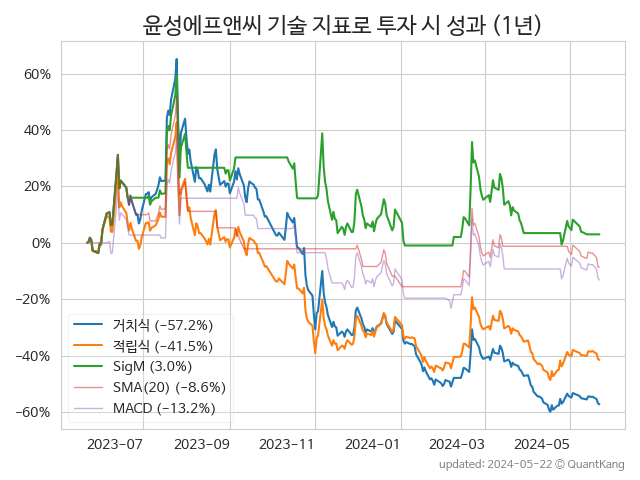 윤성에프앤씨 기술 지표로 투자 시 성과 (1년)
60%
40%
20%
0%
−20%
−40%
−60%
거치식 (−57.2%)
적립식 (−41.5%)
SigM (3.0%)
SMA(20) (−8.6%)
MACD (−13.2%)
2023−07
2023−09
2023−11
2024−01
2024−03
2024−05
updated: 2024−05−22 © QuantKang